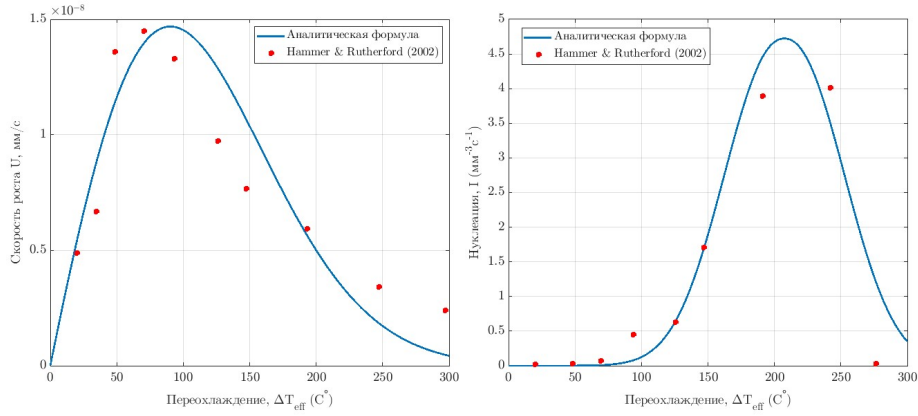 ×10⁻⁸
1.5
1
0.5
0
Скорость роста U, мм/с
Аналитическая формула
Hammer & Rutherford (2002)
0 50 100 150 200 250 300
Переохлаждение, ΔT_eff (C°)
5
4.5
4
3.5
3
2.5
2
1.5
1
0.5
0
Нуклеация, I (мм⁻³с⁻¹)
Аналитическая формула
Hammer & Rutherford (2002)
0 50 100 150 200 250 300
Переохлаждение, ΔT_eff (C°)